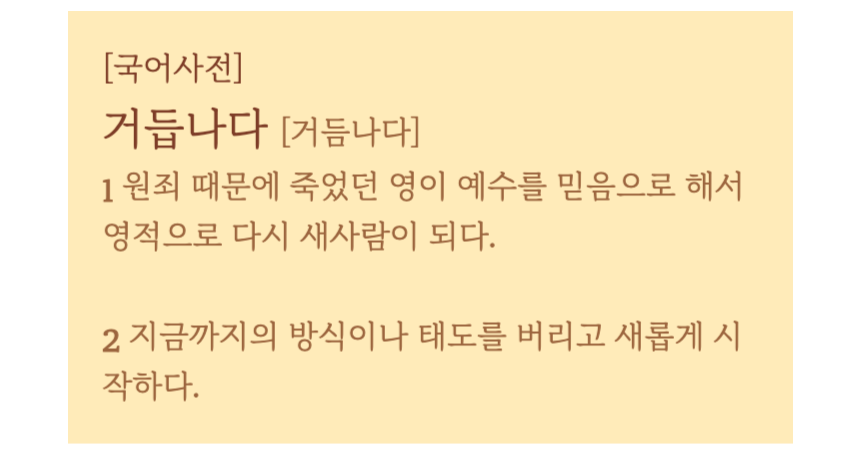 [국어사전]
거듭나다 [거듬나다]
1 원죄 때문에 죽었던 영이 예수를 믿음으로 해서
영적으로 다시 새사람이 되다.
2 지금까지의 방식이나 태도를 버리고 새롭게 시
작하다.